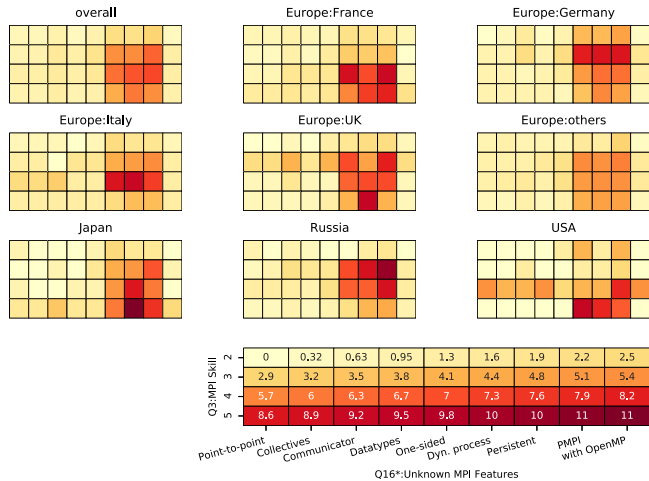 overall
Europe:France
Europe:Germany
Europe:Italy
Europe:UK
Europe:others
Japan
Russia
USA
Q3:MPI Skill
2 0 0.32 0.63 0.95 1.3 1.6 1.9 2.2 2.5
3 2.9 3.2 3.5 3.8 4.1 4.4 4.8 5.1 5.4
4 5.7 6 6.3 6.7 7 7.3 7.6 7.9 8.2
5 8.6 8.9 9.2 9.5 9.8 10 10 11 11
Point-to-point
Collectives
Communicator
Datatypes
One-sided
Dyn. process
Persistent
PMPI
with OpenMP
Q16*:Unknown MPI Features